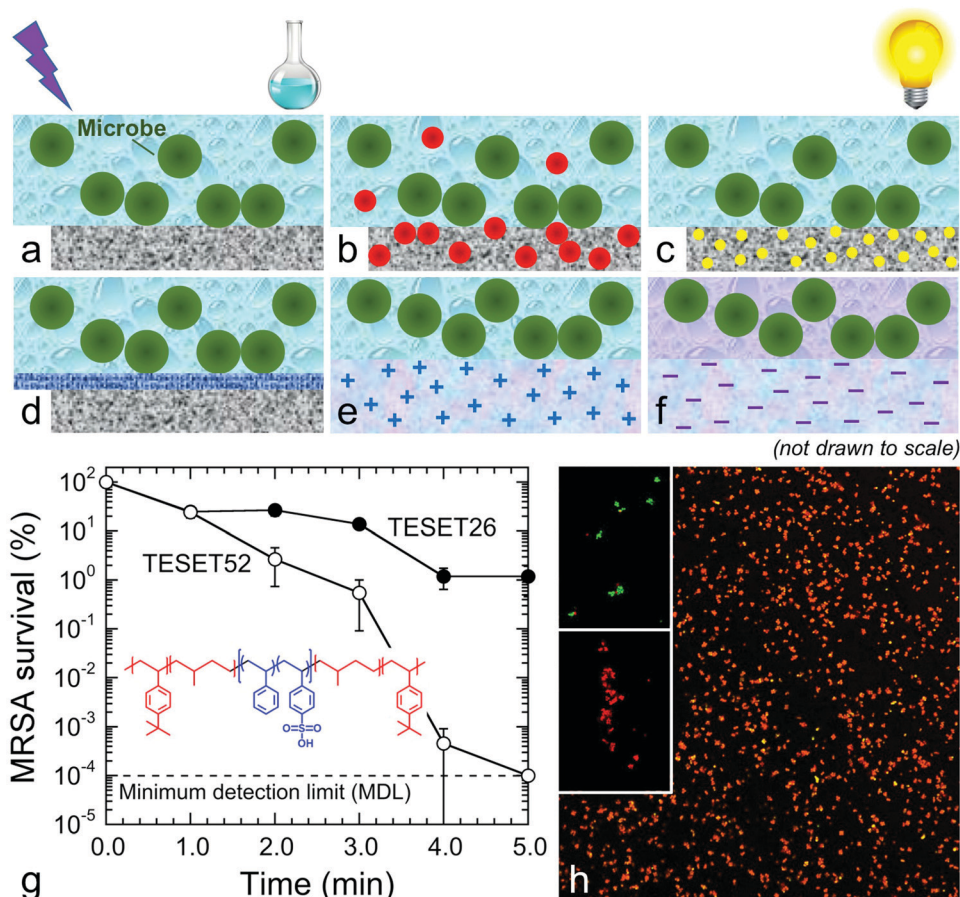 Microbe
a
b
c
d
e
f
(not drawn to scale)
MRSA survival (%)
10²
10¹
10⁰
10⁻¹
10⁻²
10⁻³
10⁻⁴
10⁻⁵
TESET26
TESET52
O=S=O
OH
Minimum detection limit (MDL)
0.0 1.0 2.0 3.0 4.0 5.0
Time (min)
g
h